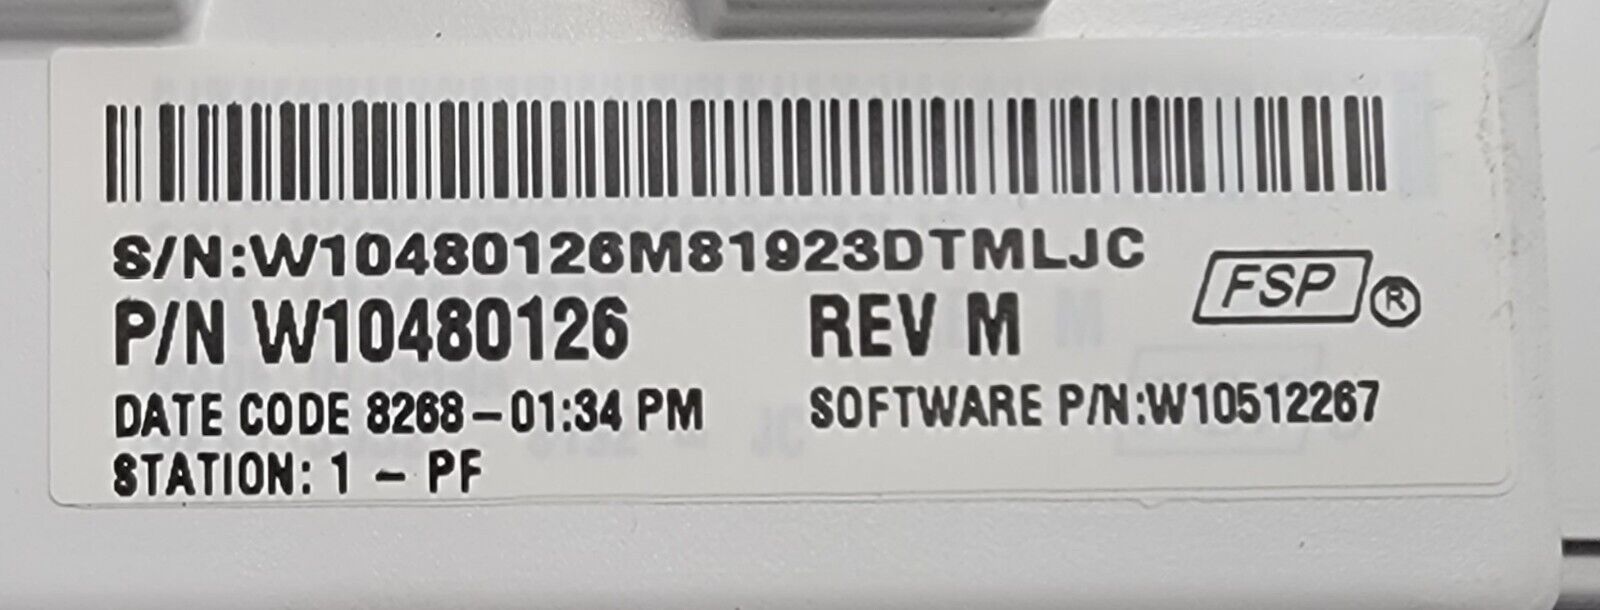 S/N:W10480126M81923DTMLJC
P/N W10480126 REV M
FSP ®
DATE CODE 8268-01:34 PM
SOFTWARE P/N:W10512267
STATION: 1 - PF